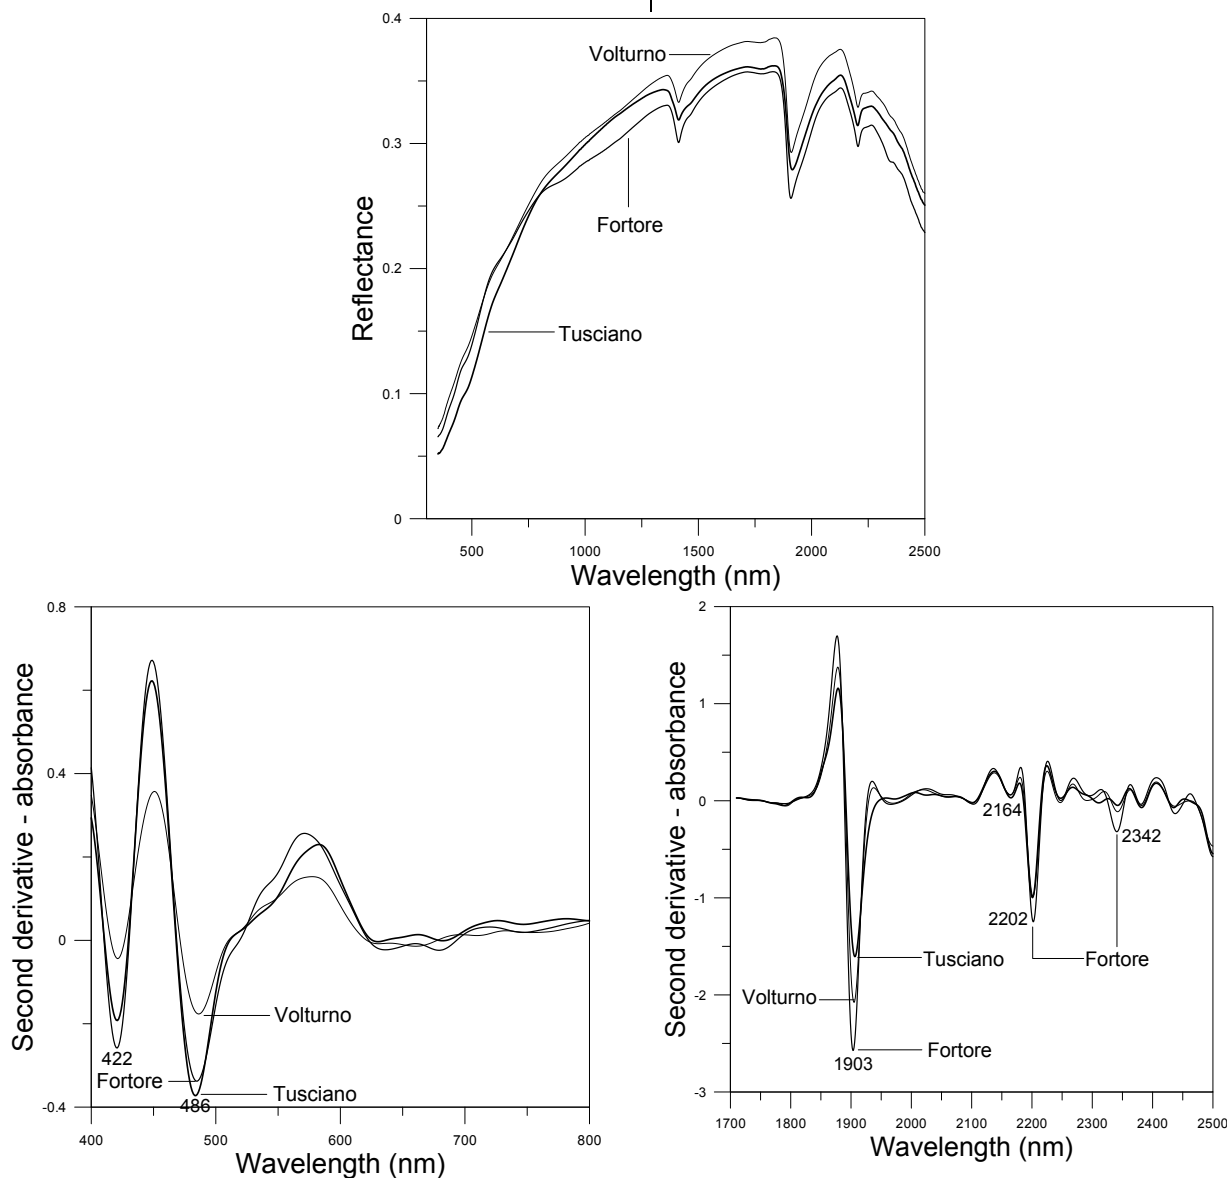 0.4
0.3
0.2
0.1
0
Reflectance
Volturno
Fortore
Tusciano
500 1000 1500 2000 2500
Wavelength (nm)
0.8
0.4
0
-0.4
Second derivative - absorbance
422
Fortore
486
Volturno
Tusciano
400 500 600 700 800
Wavelength (nm)
2
1
0
-1
-2
-3
Second derivative - absorbance
2164
2342
2202
Tusciano
Fortore
Volturno
Fortore
1903
1700 1800 1900 2000 2100 2200 2300 2400 2500
Wavelength (nm)